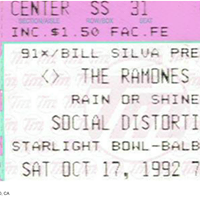 CENTER SS 31
INC. $1.50 FAC. FE
91X/BILL SILVA PRE
<> THE RAMONES
RAIN OR SHINE
SOCIAL DISTORTI
STARLIGHT BOWL-BALB
SAT OCT 17, 1992 7